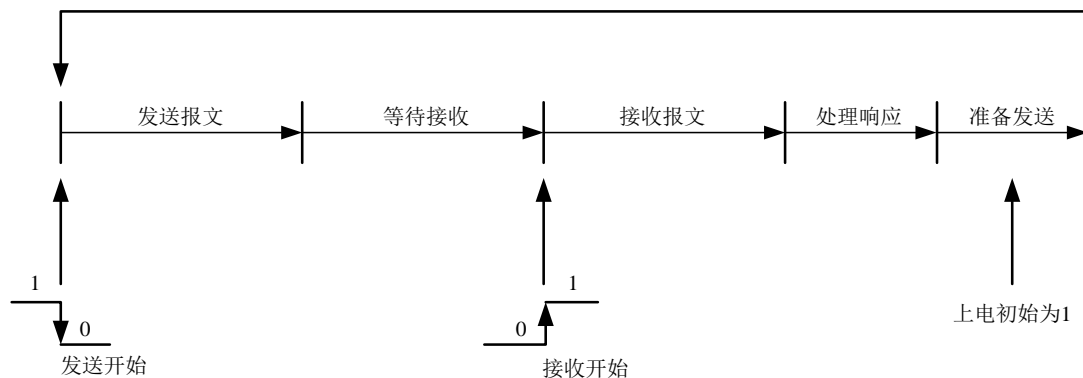 发送报文
等待接收
接收报文
处理响应
准备发送
1
0
发送开始
1
0
接收开始
上电初始为1